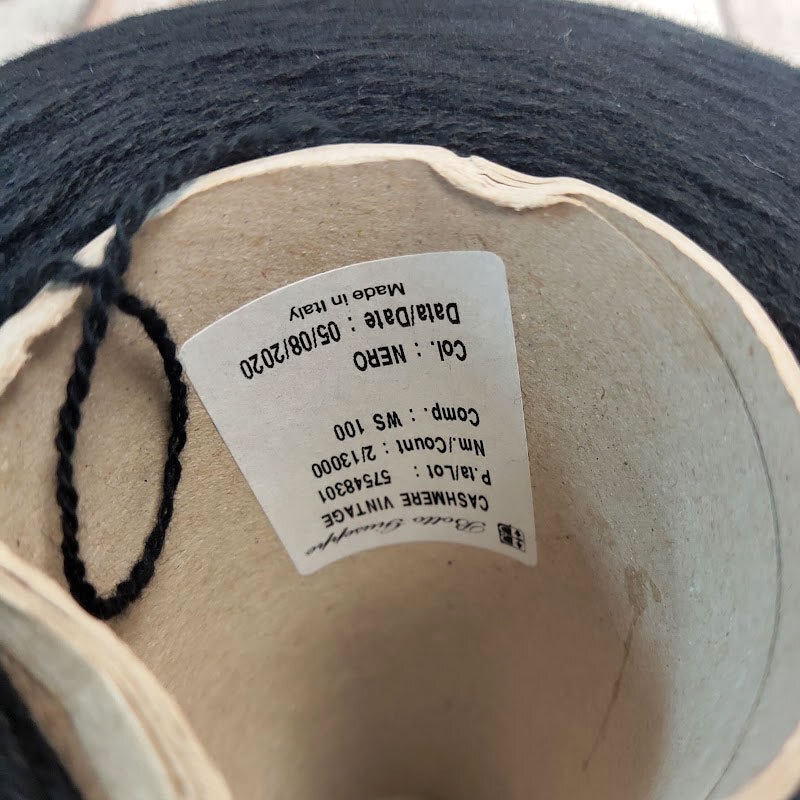 Botto Giuseppe
CASHMERE VINTAGE
P.ta/Lot : 57548301
Nm./Count : 2/13000
Comp. : WS 100
Col. : NERO
Data/Date : 05/08/2020
Made in Italy